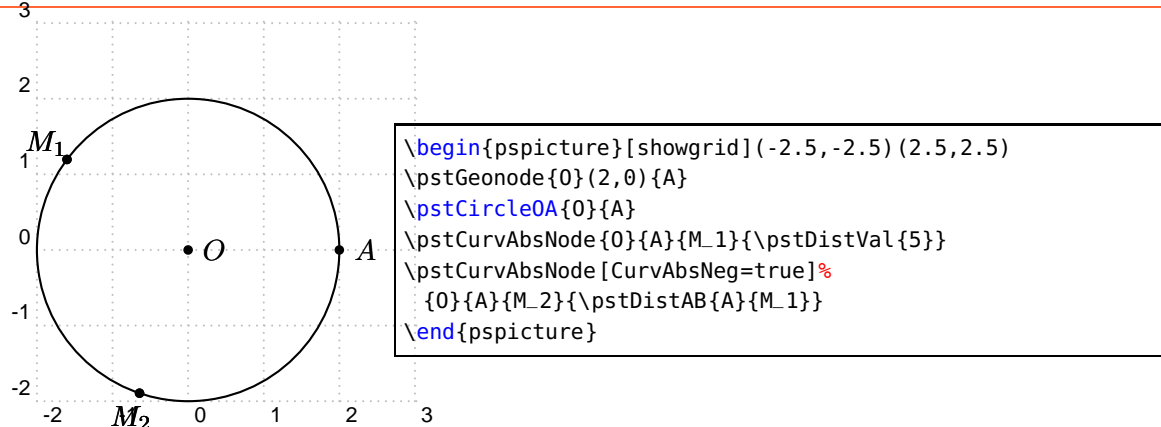 3
2
M_1
1
0
O
A
-1
-2
-2
M_2
0
1
2
3
\begin{pspicture}[showgrid](-2.5,-2.5)(2.5,2.5)
\pstGeonode{O}(2,0){A}
\pstCircleOA{O}{A}
\pstCurvAbsNode{O}{A}{M_1}{\pstDistVal{5}}
\pstCurvAbsNode[CurvAbsNeg=true]%
{O}{A}{M_2}{\pstDistAB{A}{M_1}}
\end{pspicture}